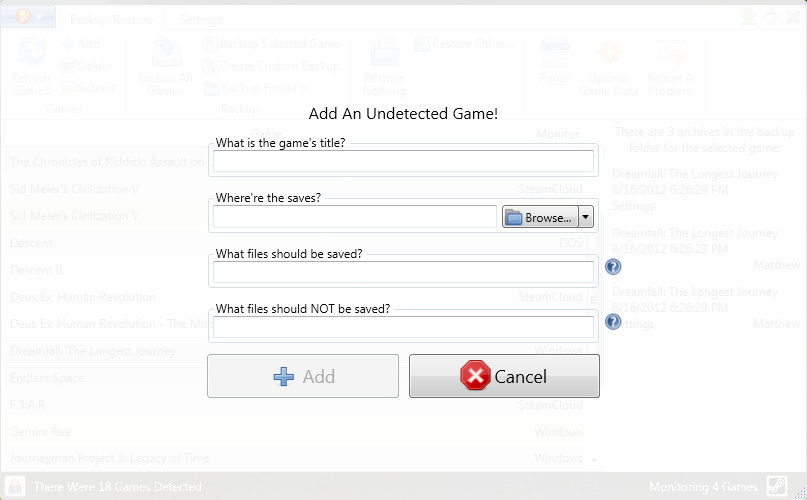 Backup/Restore Settings
Add
Delete
Submit
Refresh Games
Games
Backup All Games
Backup Selected Game
Create Custom Backup
Backup Folder
Backup
Restore Nothing
Restore Other...
Purge
Update Game Data
Report A Problem
Add An Undetected Game!
Game Monitor
What is the game's title?
Where're the saves?
Browse...
What files should be saved?
What files should NOT be saved?
Add
Cancel
The Chronicles of Riddick: Assault on
Sid Meier's Civilization V SteamCloud
Sid Meier's Civilization V
Descent DOS
Descent II
Deus Ex: Human Revolution SteamCloud
Deus Ex: Human Revolution - The Mis
Dreamfall: The Longest Journey Windows
Endless Space
F.3.A.R. SteamCloud
Gemini Rue Windows
Journeyman Project 3: Legacy of Time Windows
There are 3 archives in the backup
folder for the selected game:
Dreamfall: The Longest Journey
8/16/2012 6:26:29 PM
Settings
Dreamfall: The Longest Journey
8/16/2012 6:26:29 PM
Matthew
Dreamfall: The Longest Journey
8/16/2012 6:26:29 PM
Settings Matthew
There Were 18 Games Detected
Monitoring 4 Games